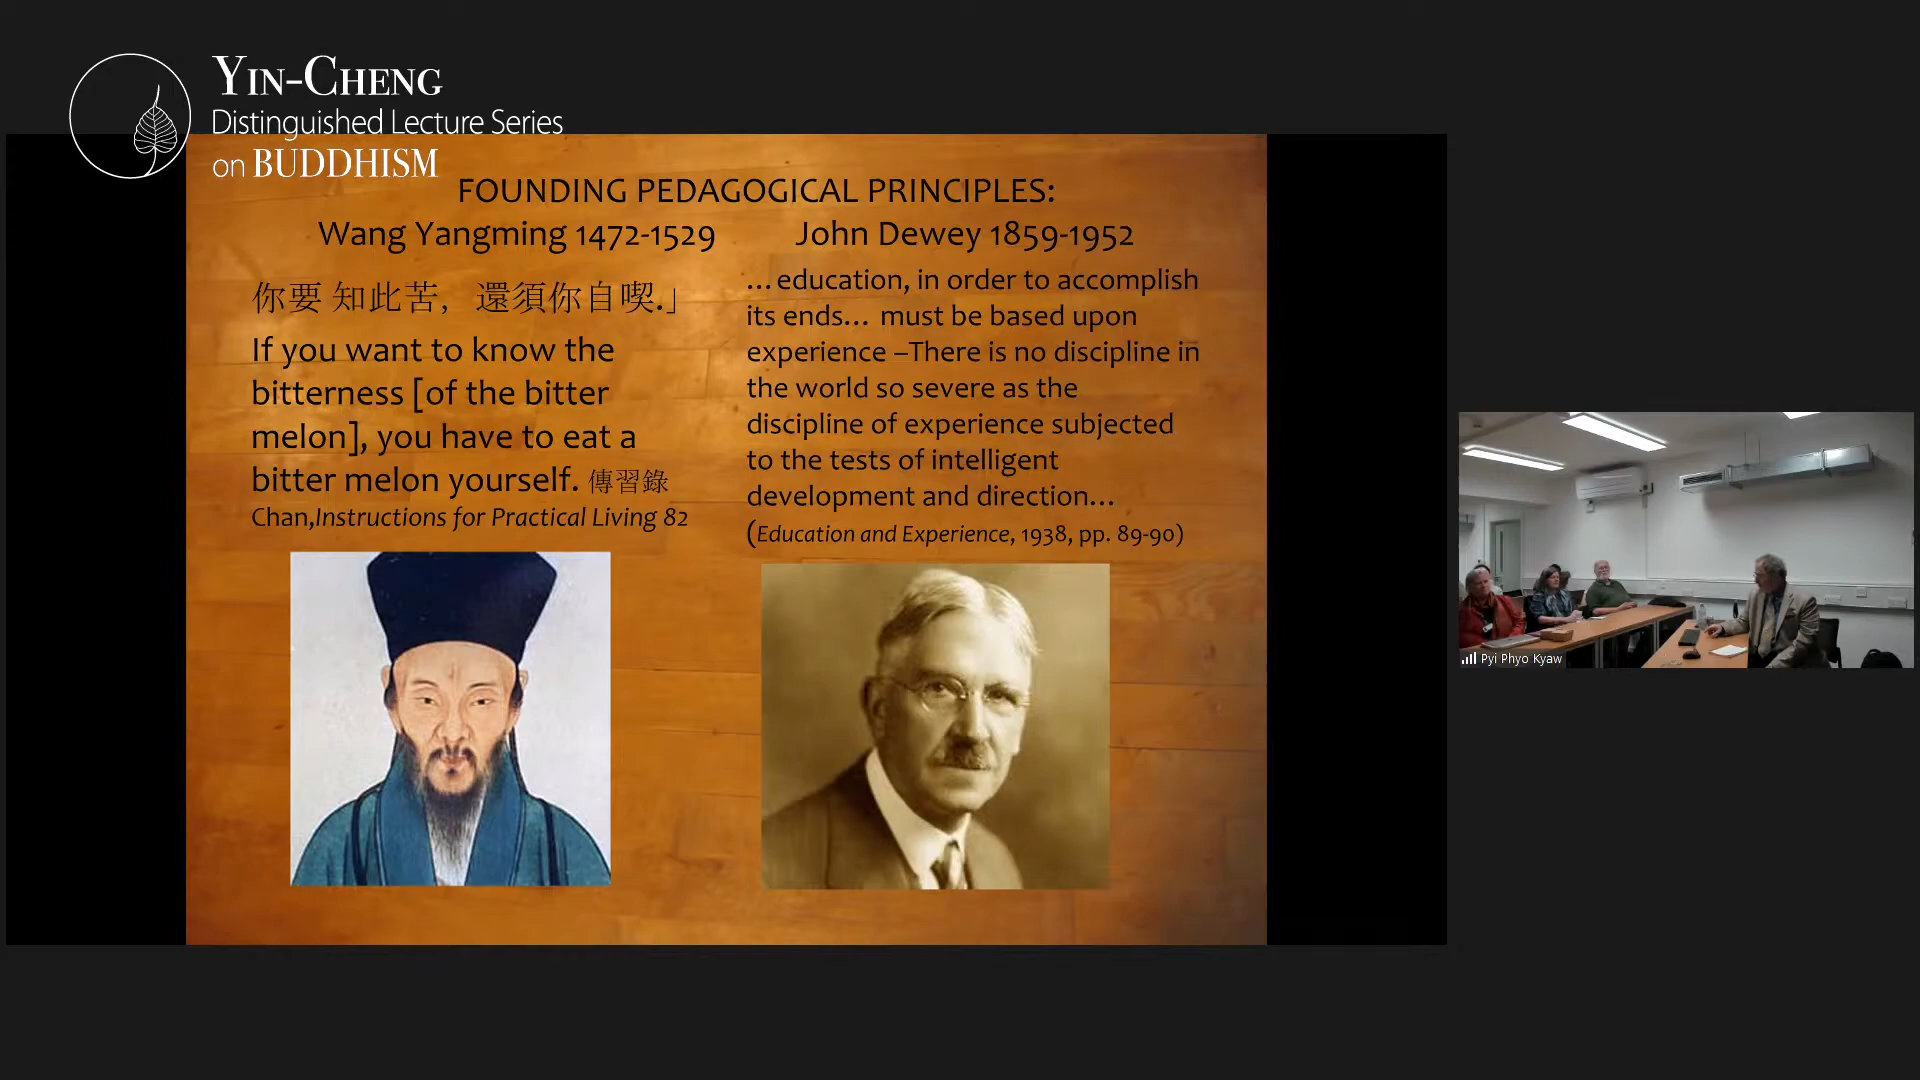 YIN-CHENG
Distinguished Lecture Series
on BUDDHISM
FOUNDING PEDAGOGICAL PRINCIPLES:
Wang Yangming 1472-1529 John Dewey 1859-1952
你要 知此苦，還須你自喫.」
If you want to know the
bitterness [of the bitter
melon], you have to eat a
bitter melon yourself. 傳習錄
Chan,Instructions for Practical Living 82
...education, in order to accomplish
its ends... must be based upon
experience –There is no discipline in
the world so severe as the
discipline of experience subjected
to the tests of intelligent
development and direction...
(Education and Experience, 1938, pp. 89-90)
Pyi Phyo Kyaw